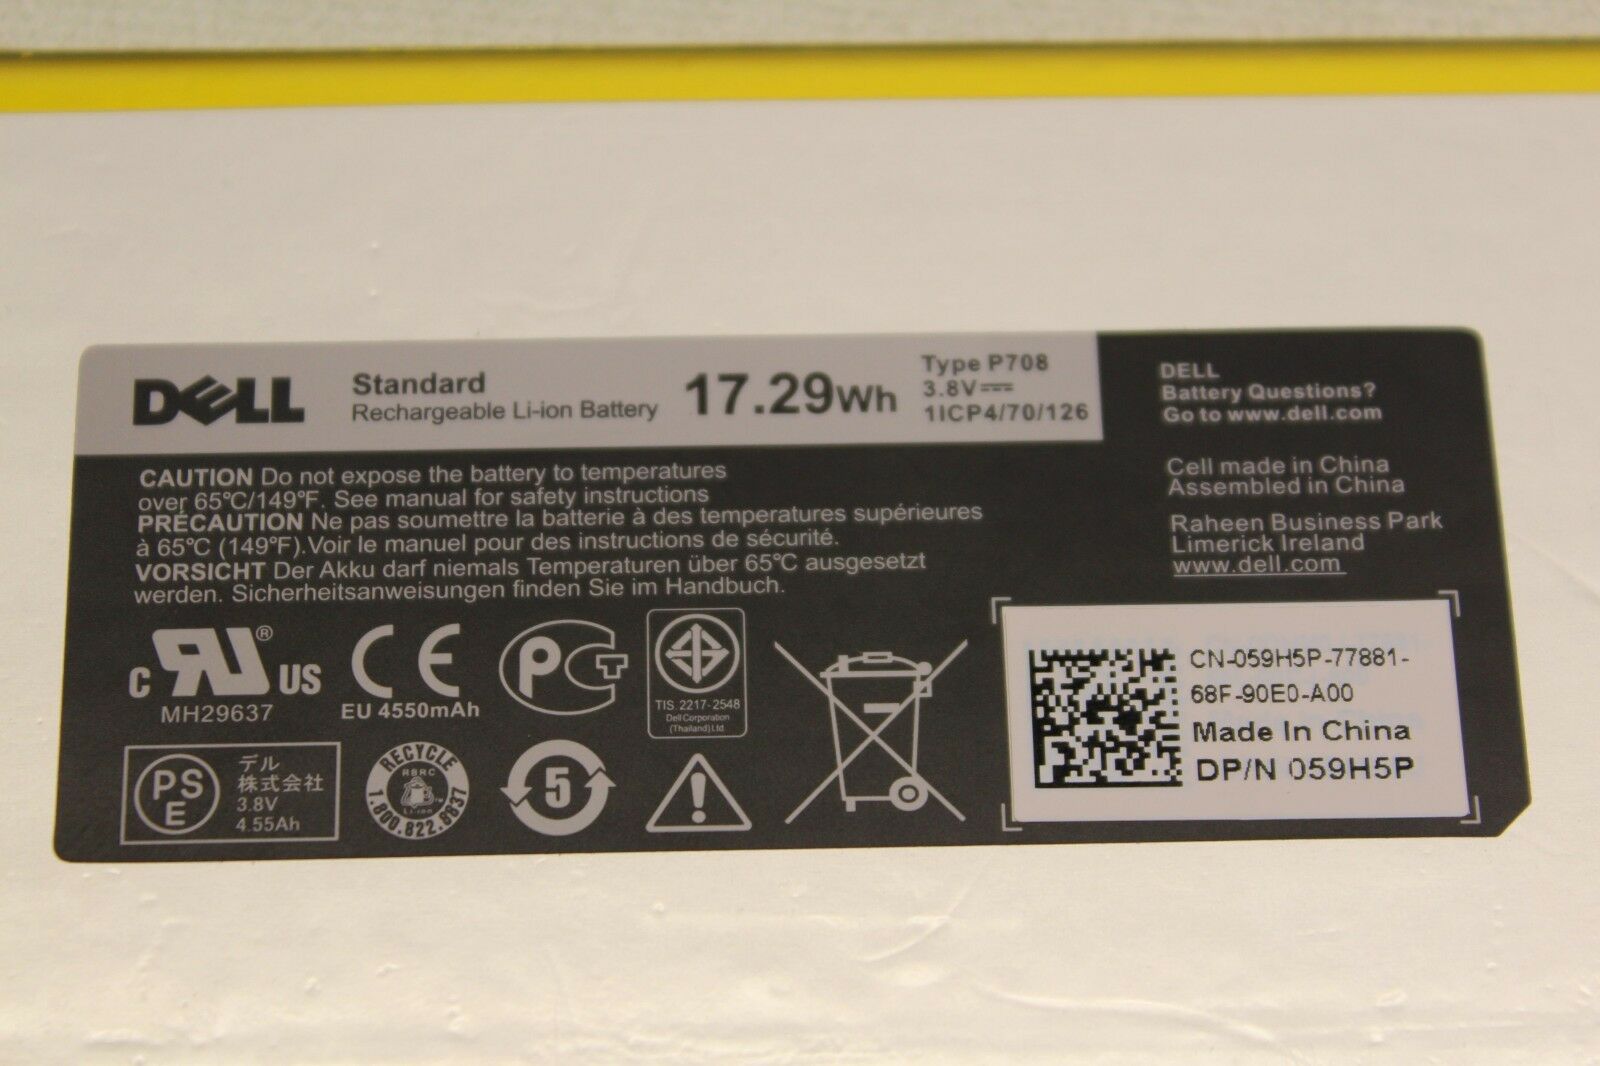 DELL
Standard
Rechargeable Li-ion Battery
17.29Wh
Type P708
3.8V⎓
1ICP4/70/126
DELL
Battery Questions?
Go to www.dell.com
Cell made in China
Assembled in China
Raheen Business Park
Limerick Ireland
www.dell.com
CAUTION Do not expose the battery to temperatures
over 65℃/149℉. See manual for safety instructions
PRÉCAUTION Ne pas soumettre la batterie à des temperatures supérieures
à 65℃ (149℉).Voir le manuel pour des instructions de sécurité.
VORSICHT Der Akku darf niemals Temperaturen über 65℃ ausgesetzt
werden. Sicherheitsanweisungen finden Sie im Handbuch.
C RU ® US
MH29637
CE
EU 4550mAh
PCT
TIS. 2217-2548
Dell Corporation
(Thailand) Ltd
PS
E
デル
株式会社
3.8V
4.55Ah
RECYCLE
RBRC
Li-ion
1.800.822.8837
5
CN-059H5P-77881-
68F-90E0-A00
Made In China
DP/N 059H5P